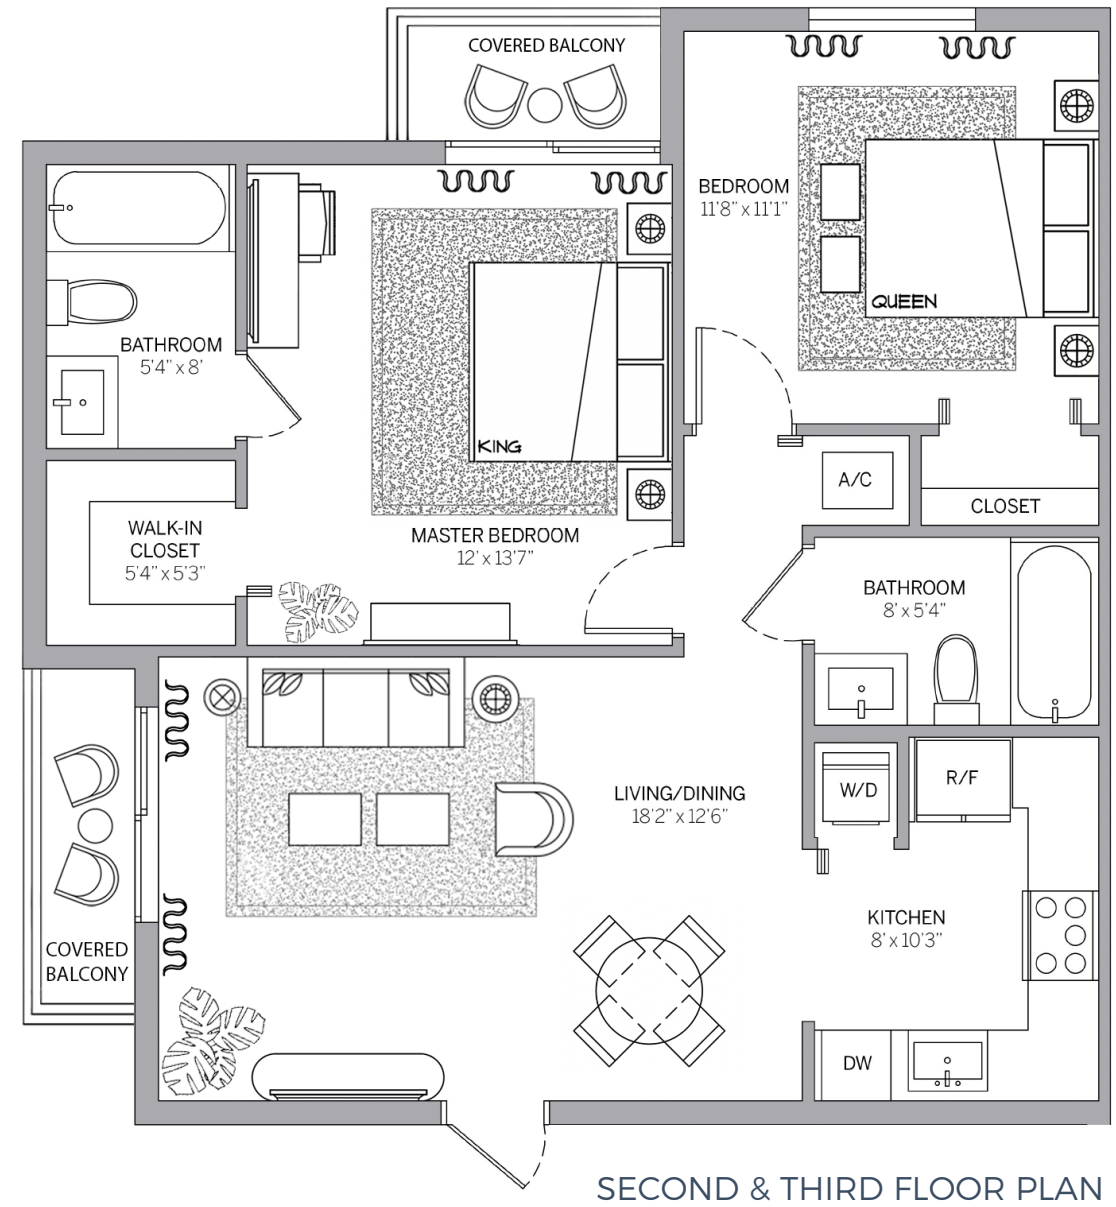 COVERED BALCONY
BEDROOM
11'8" x 11'1"
QUEEN
BATHROOM
5'4" x 8'
KING
A/C
CLOSET
WALK-IN
CLOSET
5'4" x 5'3"
MASTER BEDROOM
12' x 13'7"
BATHROOM
8' x 5'4"
LIVING/DINING
18'2" x 12'6"
W/D
R/F
KITCHEN
8' x 10'3"
COVERED
BALCONY
DW
SECOND & THIRD FLOOR PLAN